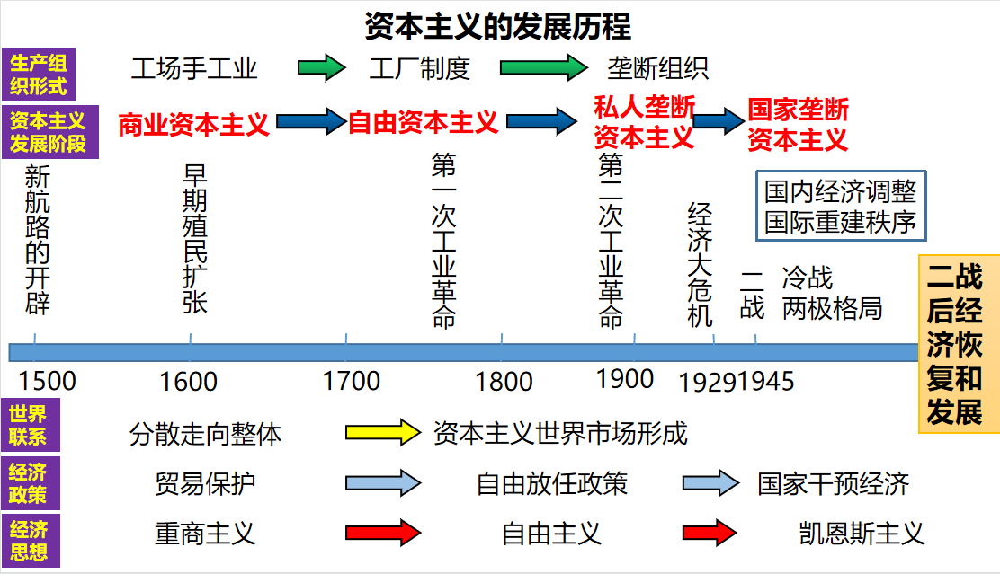 资本主义的发展历程
生产组
织形式
工场手工业
工厂制度
垄断组织
资本主义
发展阶段
商业资本主义
自由资本主义
私人垄断
资本主义
国家垄断
资本主义
新航路的开辟
早期殖民扩张
第一次工业革命
第二次工业革命
经济大危机
二战
国内经济调整
国际重建秩序
冷战
两极格局
二战
后经
济恢
复和
发展
1500
1600
1700
1800
1900
1929
1945
世界
联系
分散走向整体
资本主义世界市场形成
经济
政策
贸易保护
自由放任政策
国家干预经济
经济
思想
重商主义
自由主义
凯恩斯主义